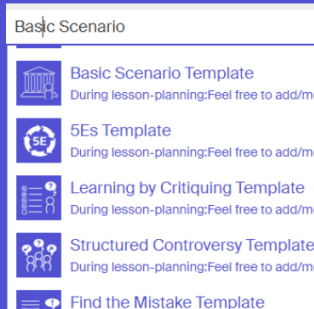 Basic Scenario
Basic Scenario Template
During lesson-planning:Feel free to add/m
5Es Template
5E
During lesson-planning:Feel free to add/m
Learning by Critiquing Template
During lesson-planning:Feel free to add/m
Structured Controversy Template
During lesson-planning:Feel free to add/m
Find the Mistake Template